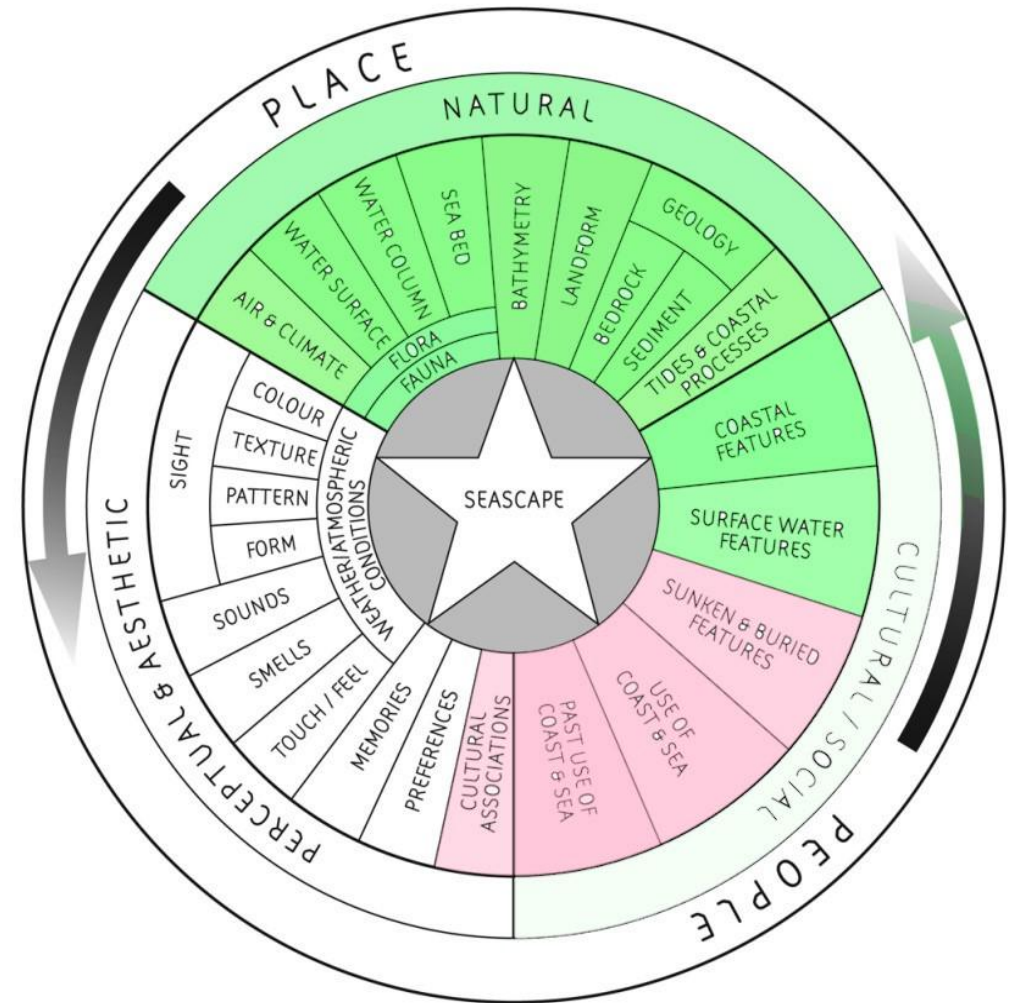 PLACE
NATURAL
AIR & CLIMATE
WATER SURFACE
WATER COLUMN
SEA BED
FLORA
FAUNA
BATHYMETRY
LANDFORM
GEOLOGY
BEDROCK
SEDIMENT
TIDES & COASTAL
PROCESSES
COASTAL
FEATURES
SURFACE WATER
FEATURES
SUNKEN & BURIED
FEATURES
USE OF
COAST & SEA
PAST USE OF
COAST & SEA
CULTURAL / SOCIAL
PEOPLE
CULTURAL
ASSOCIATIONS
PREFERENCES
MEMORIES
TOUCH / FEEL
SMELLS
SOUNDS
SIGHT
COLOUR
TEXTURE
PATTERN
FORM
WEATHER/ATMOSPHERIC
CONDITIONS
PERCEPTUAL & AESTHETIC
SEASCAPE